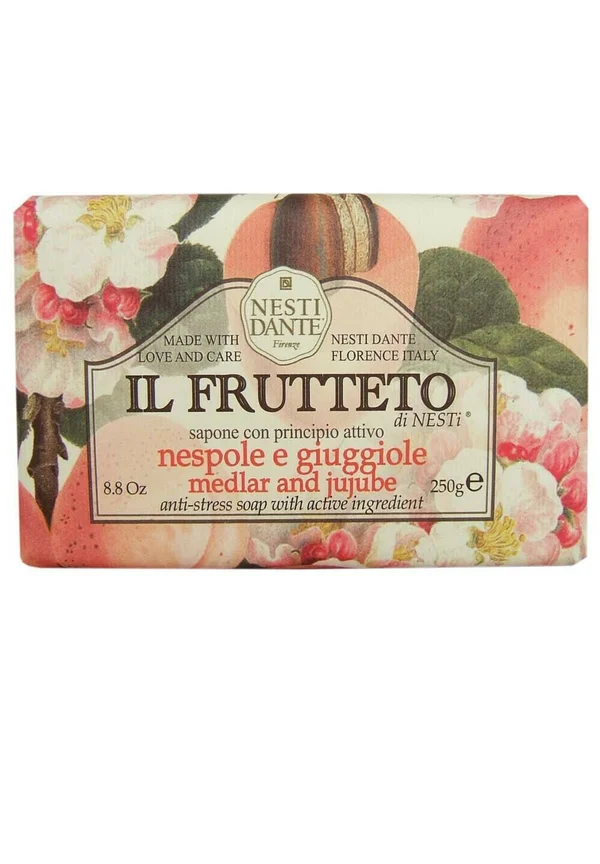 NESTI
DANTE
Firenze
MADE WITH
LOVE AND CARE
NESTI DANTE
FLORENCE ITALY
IL FRUTTETO
di NESTi®
sapone con principio attivo
nespole e giuggiole
8.8 Oz
medlar and jujube
250g℮
anti-stress soap with active ingredient